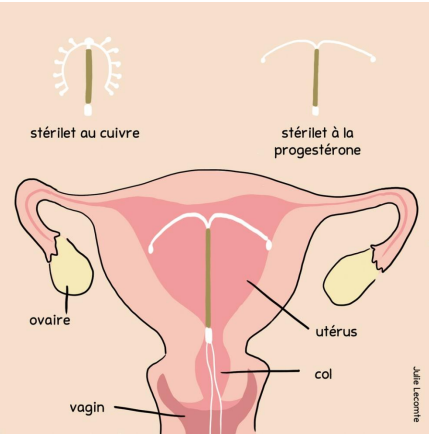 stérilet au cuivre
stérilet à la
progestérone
ovaire
utérus
col
vagin
Julie Lecomte